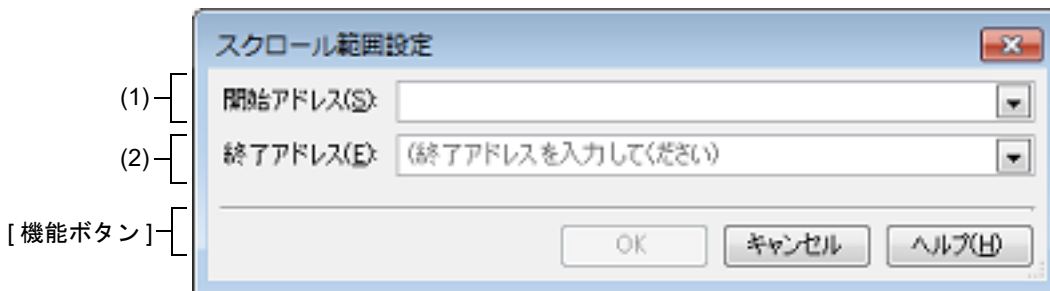 スクロール範囲設定
(1) 開始アドレス(S):
(2) 終了アドレス(E): (終了アドレスを入力してください)
[ 機能ボタン ] OK キャンセル ヘルプ(H)